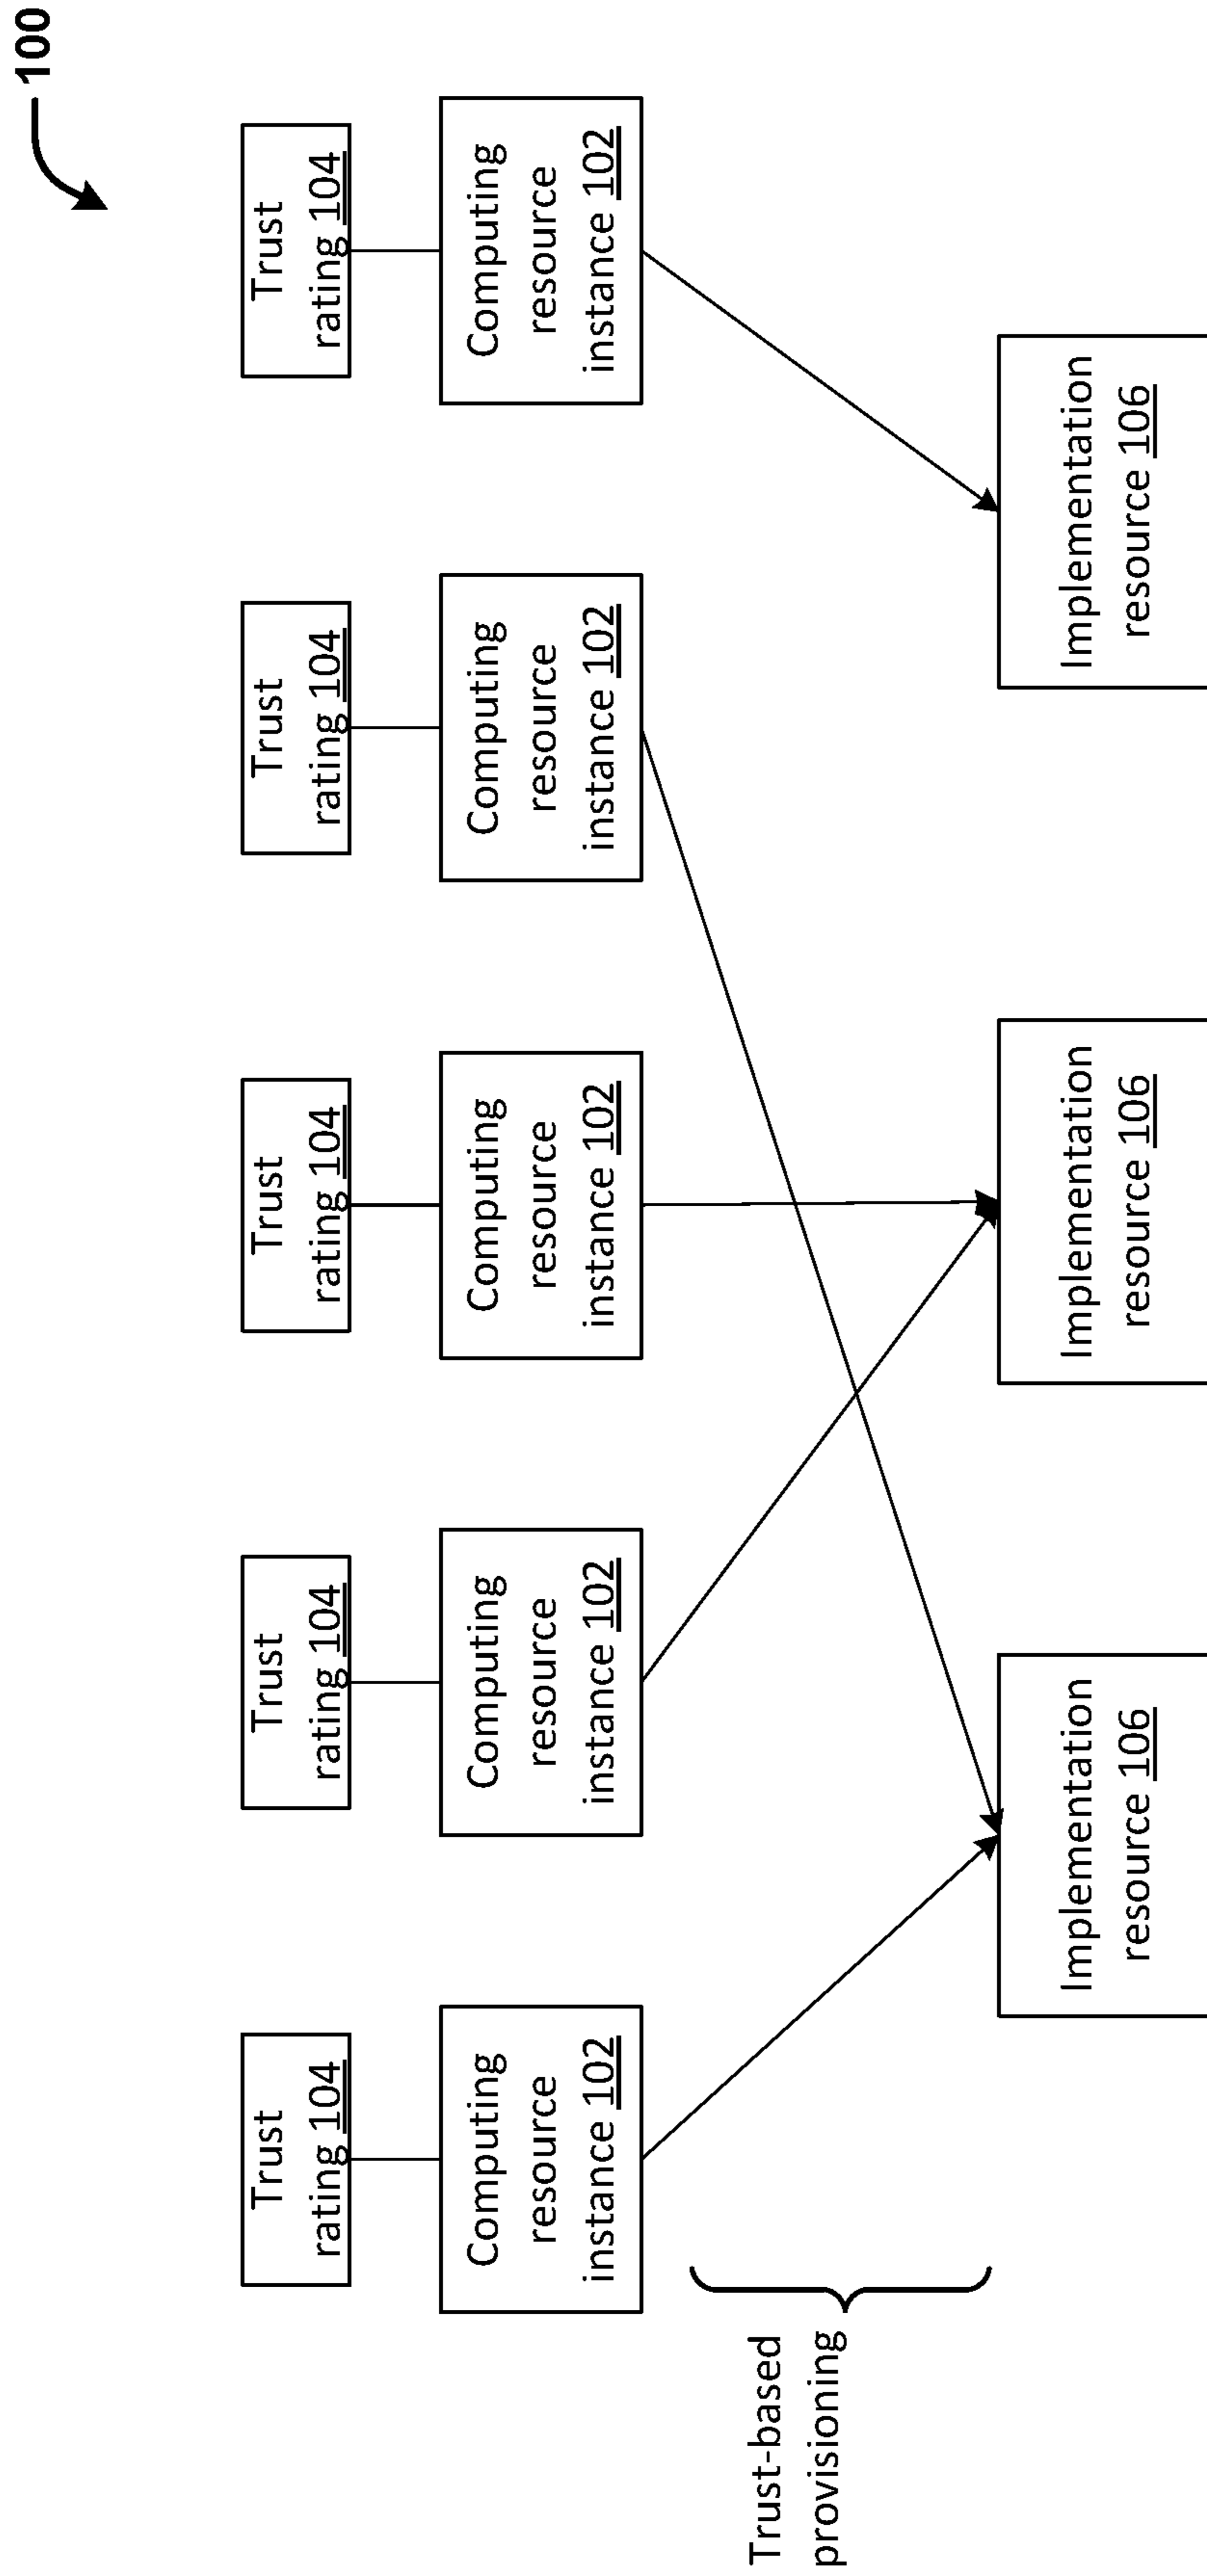 100
Trust
rating 104
Trust
rating 104
Trust
rating 104
Trust
rating 104
Trust
rating 104
Computing
resource
instance 102
Computing
resource
instance 102
Computing
resource
instance 102
Computing
resource
instance 102
Computing
resource
instance 102
Trust-based
provisioning
Implementation
resource 106
Implementation
resource 106
Implementation
resource 106